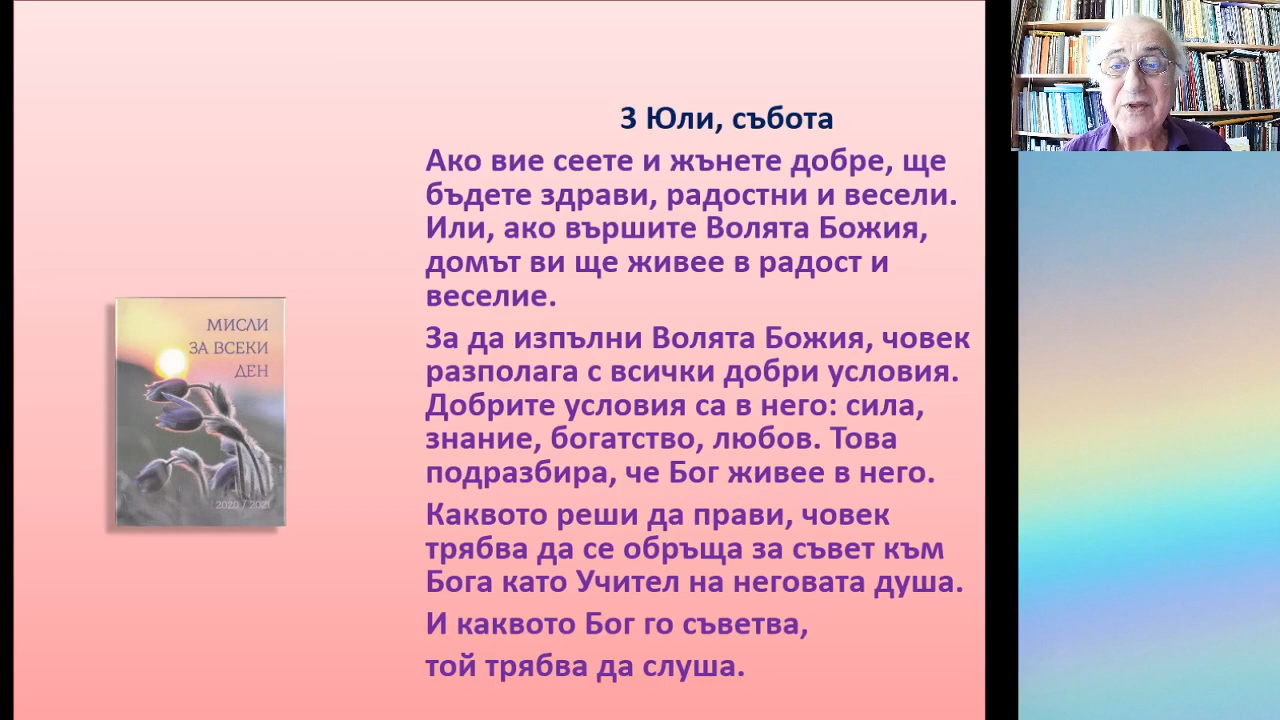 3 Юли, събота
Ако вие сеете и жънете добре, ще
бъдете здрави, радостни и весели.
Или, ако вършите Волята Божия,
домът ви ще живее в радост и
веселие.
За да изпълни Волята Божия, човек
разполага с всички добри условия.
Добрите условия са в него: сила,
знание, богатство, любов. Това
подразбира, че Бог живее в него.
Каквото реши да прави, човек
трябва да се обръща за съвет към
Бога като Учител на неговата душа.
И каквото Бог го съветва,
той трябва да слуша.
МИСЛИ
ЗА ВСЕКИ
ДЕН
2020 / 2021